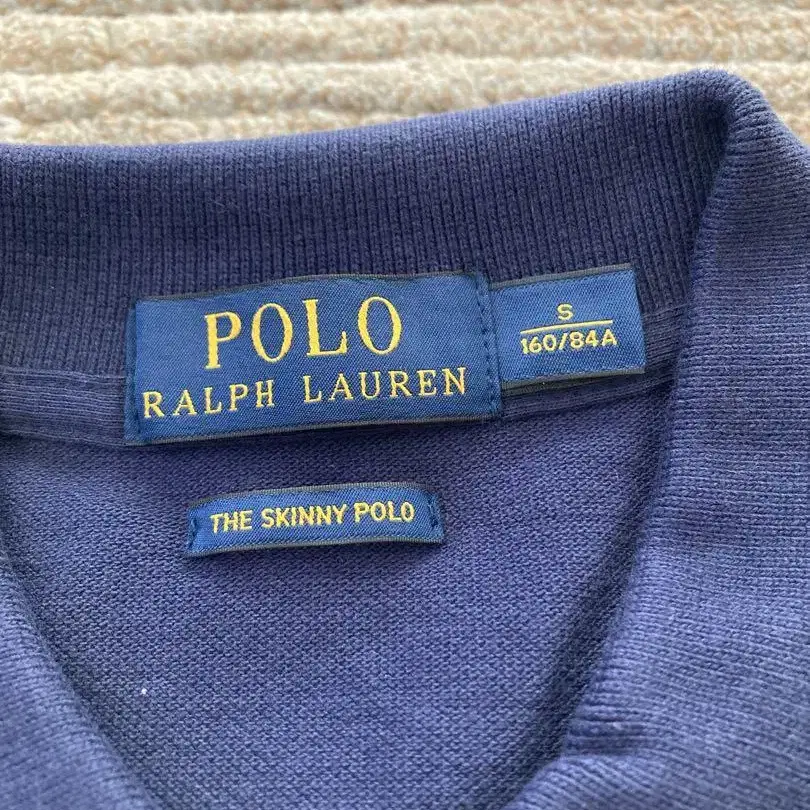 POLO
RALPH LAUREN
S
160/84A
THE SKINNY POLO